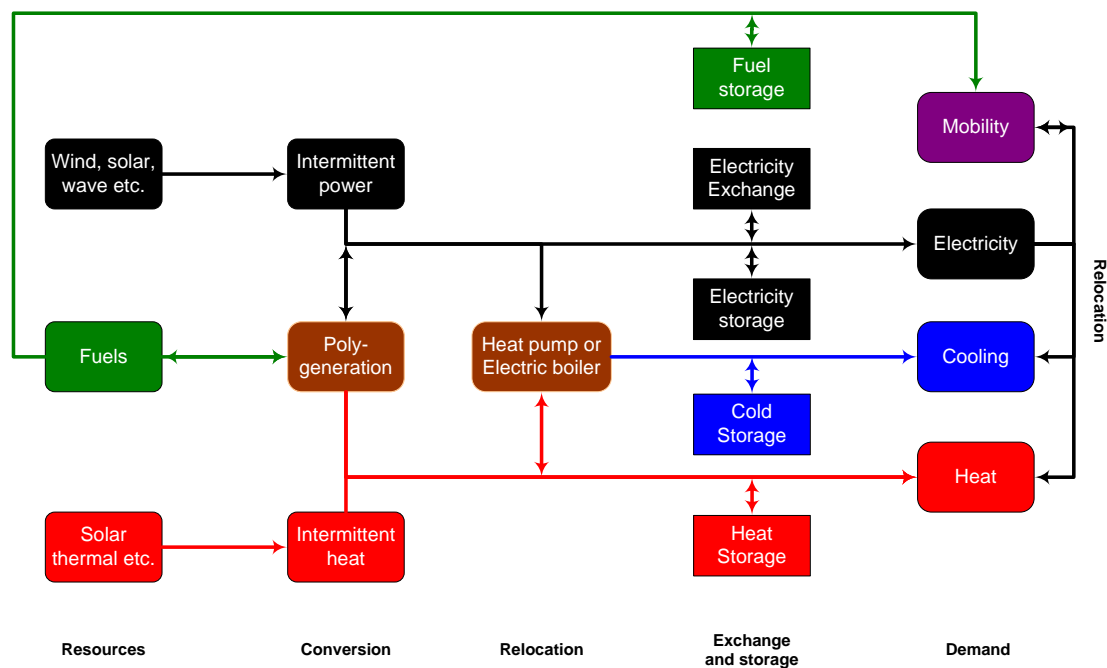 Fuel
storage
Mobility
Wind, solar,
wave etc.
Intermittent
power
Electricity
Exchange
Electricity
Relocation
Electricity
storage
Fuels
Poly-
generation
Heat pump or
Electric boiler
Cooling
Cold
Storage
Heat
Solar
thermal etc.
Intermittent
heat
Heat
Storage
Resources
Conversion
Relocation
Exchange
and storage
Demand